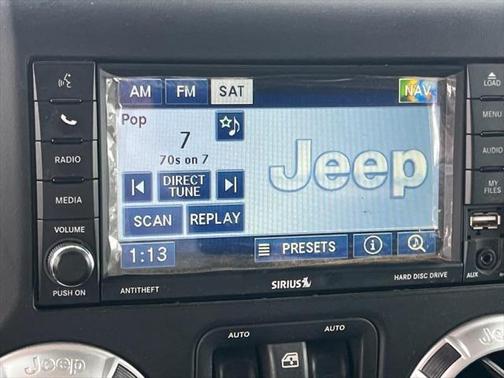 AM FM SAT NAV
LOAD
Pop
7
70s on 7
MENU
DIRECT
TUNE
Jeep
RADIO
AUDIO
MEDIA
MY
FILES
SCAN REPLAY
VOLUME
1:13
PRESETS
PUSH ON
ANTITHEFT
SIRIUS
HARD DISC DRIVE
AUX
AUTO
AUTO
Jeep
Jeep